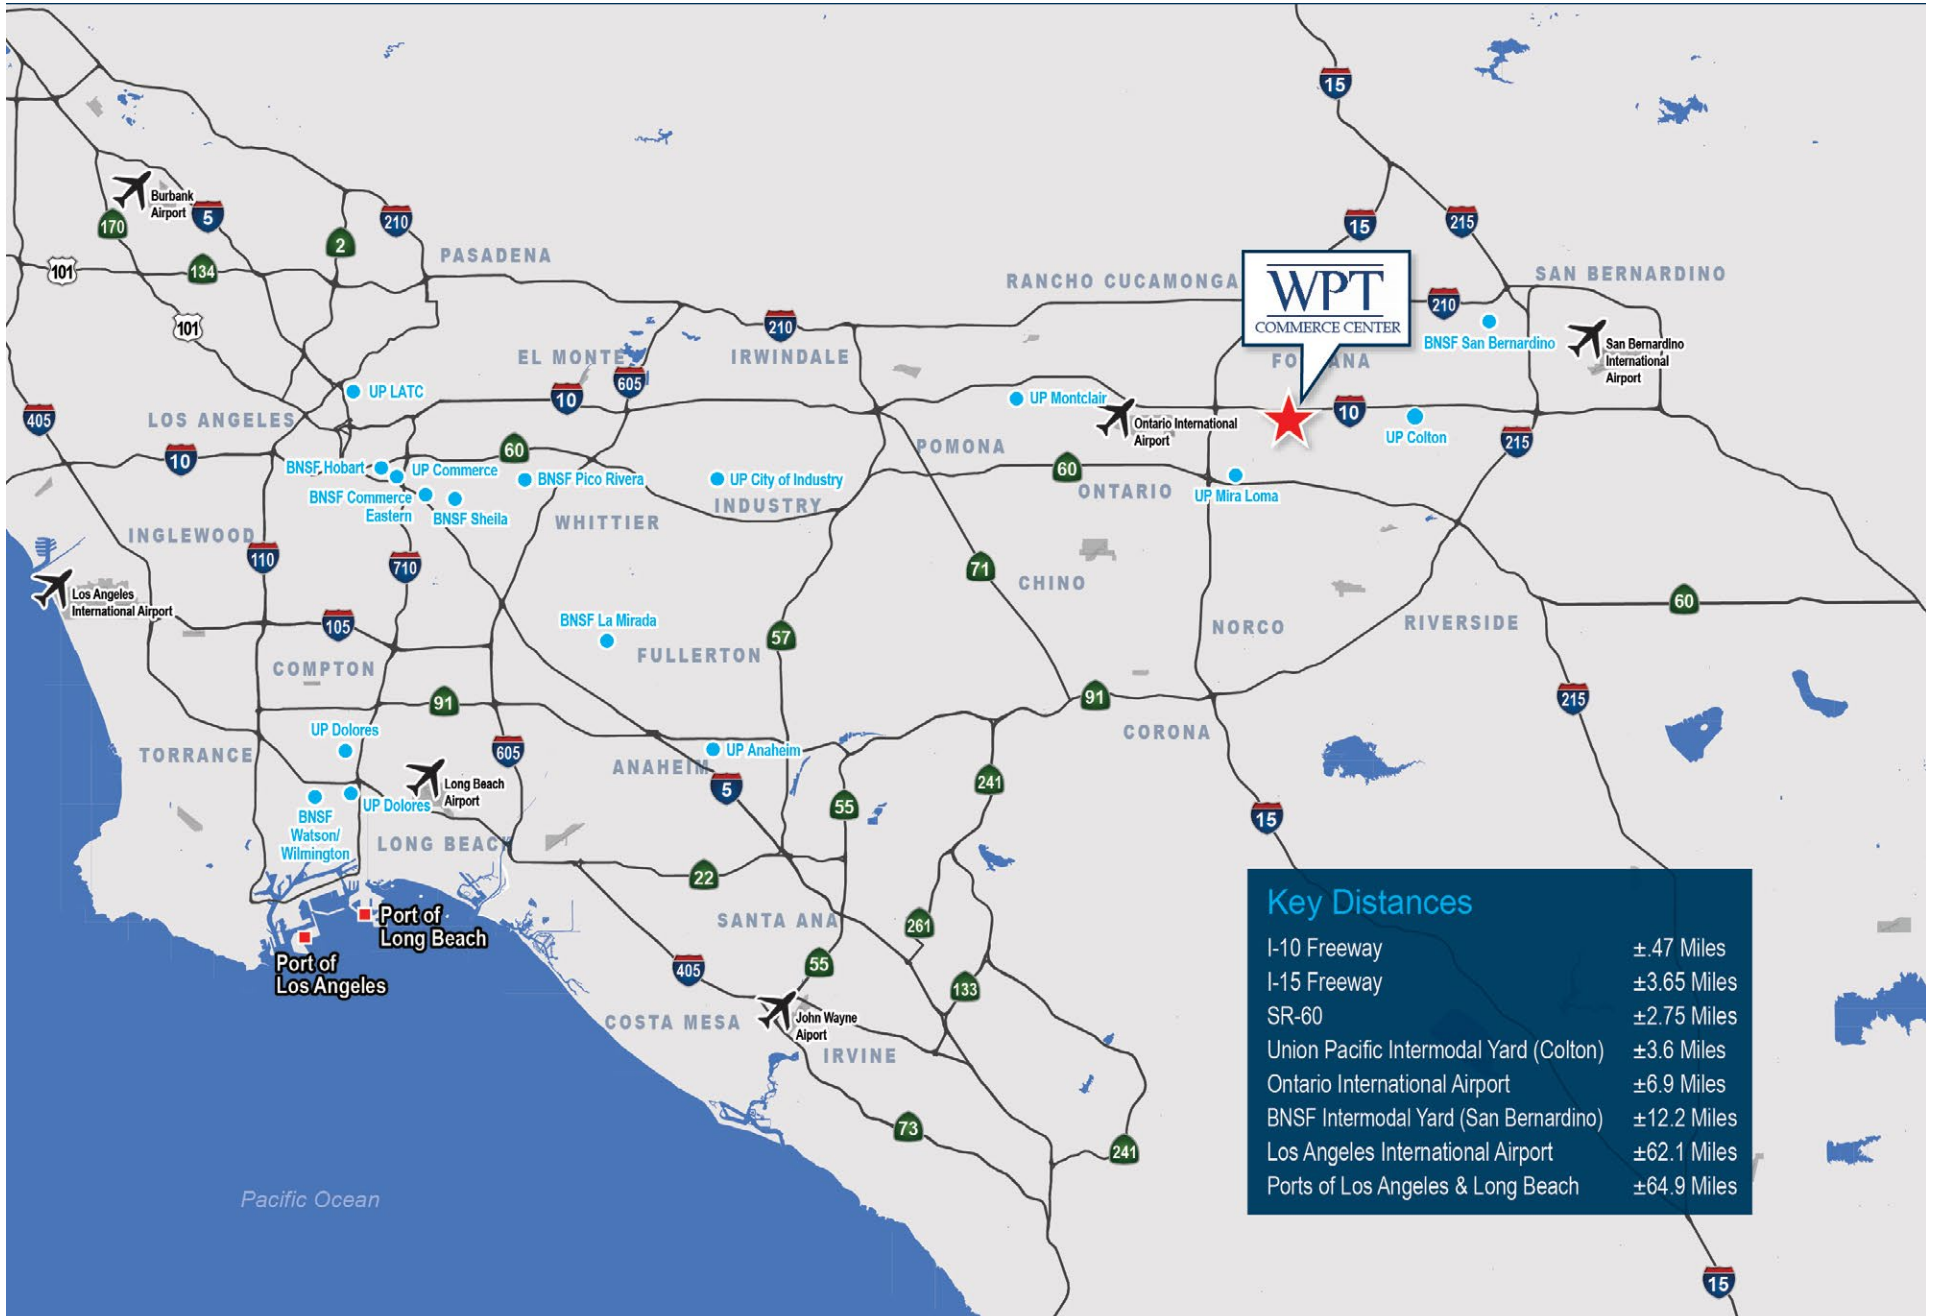 15
Burbank
Airport
170
5
210
2
15
215
101
134
PASADENA
WPT
COMMERCE CENTER
RANCHO CUCAMONGA
SAN BERNARDINO
210
101
210
BNSF San Bernardino
San Bernardino
International
Airport
EL MONTE
IRWINDALE
605
10
UP LATC
UP Montclair
10
UP Colton
405
LOS ANGELES
Ontario International
Airport
215
10
60
POMONA
60
BNSF Hobart
UP Commerce
BNSF Pico Rivera
UP City of Industry
BNSF Commerce
Eastern
BNSF Sheila
INDUSTRY
WHITTIER
ONTARIO
UP Mira Loma
INGLEWOOD
110
710
71
CHINO
Los Angeles
International Airport
105
BNSF La Mirada
57
FULLERTON
60
NORCO
RIVERSIDE
COMPTON
91
91
215
UP Dolores
CORONA
TORRANCE
605
UP Anaheim
ANAHEIM
5
Long Beach
Airport
UP Dolores
BNSF
Watson/
Wilmington
241
55
15
LONG BEACH
22
SANTA ANA
261
Port of
Long Beach
Port of
Los Angeles
405
55
133
COSTA MESA
John Wayne
Aiport
IRVINE
73
241
Pacific Ocean
Key Distances
I-10 Freeway ±.47 Miles
I-15 Freeway ±3.65 Miles
SR-60 ±2.75 Miles
Union Pacific Intermodal Yard (Colton) ±3.6 Miles
Ontario International Airport ±6.9 Miles
BNSF Intermodal Yard (San Bernardino) ±12.2 Miles
Los Angeles International Airport ±62.1 Miles
Ports of Los Angeles & Long Beach ±64.9 Miles
15